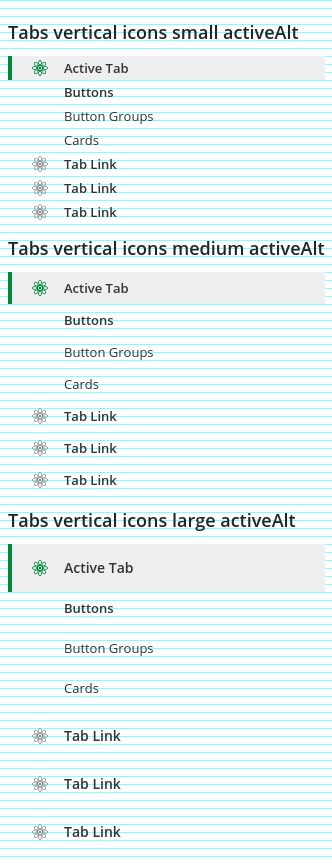 Tabs vertical icons small activeAlt
Active Tab
Buttons
Button Groups
Cards
Tab Link
Tab Link
Tab Link
Tabs vertical icons medium activeAlt
Active Tab
Buttons
Button Groups
Cards
Tab Link
Tab Link
Tab Link
Tabs vertical icons large activeAlt
Active Tab
Buttons
Button Groups
Cards
Tab Link
Tab Link
Tab Link